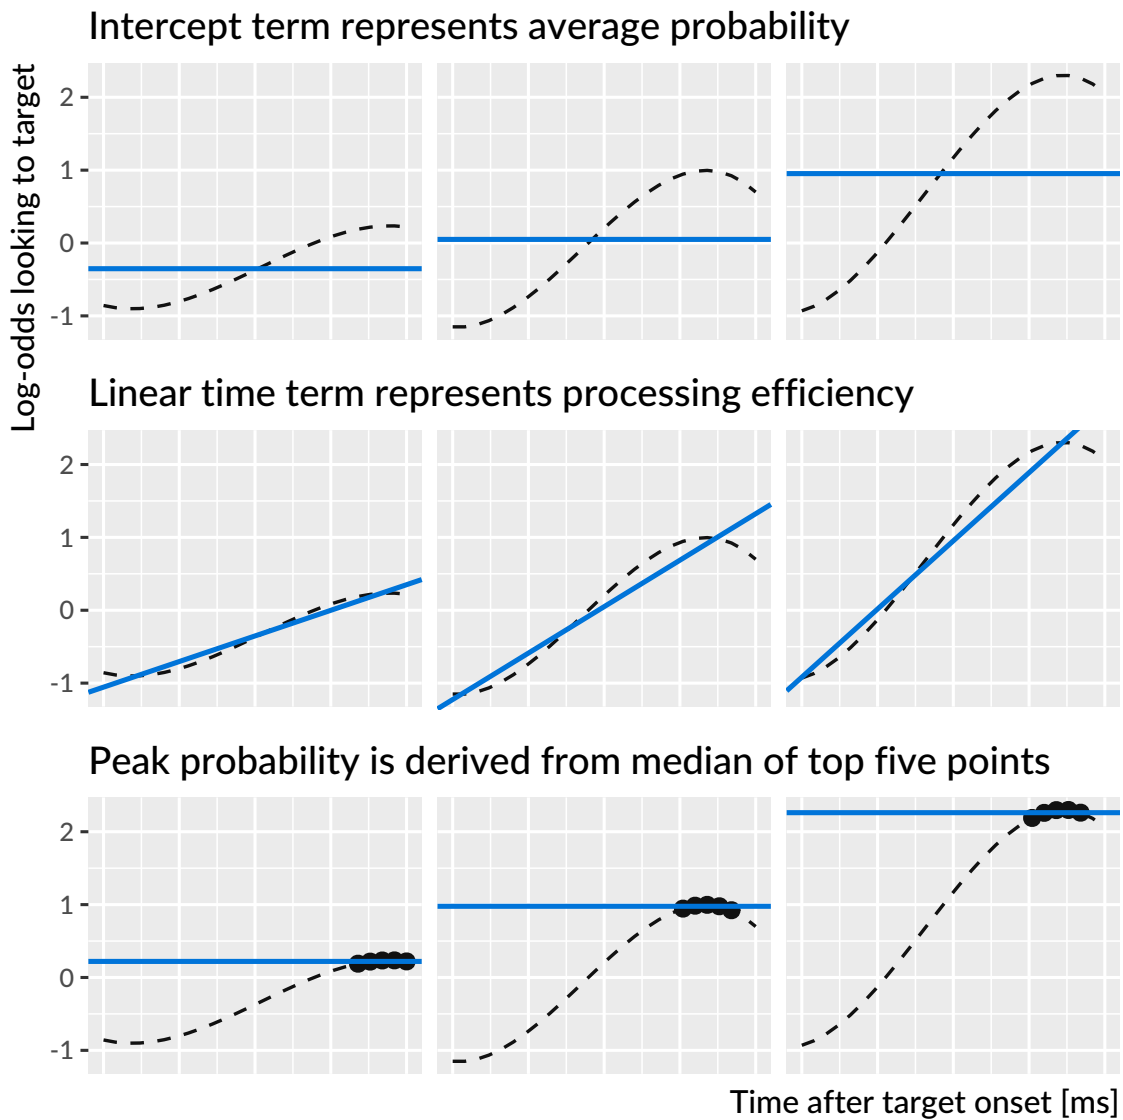 Intercept term represents average probability
Log-odds looking to target
2
1
0
-1
Linear time term represents processing efficiency
2
1
0
-1
Peak probability is derived from median of top five points
2
1
0
-1
Time after target onset [ms]